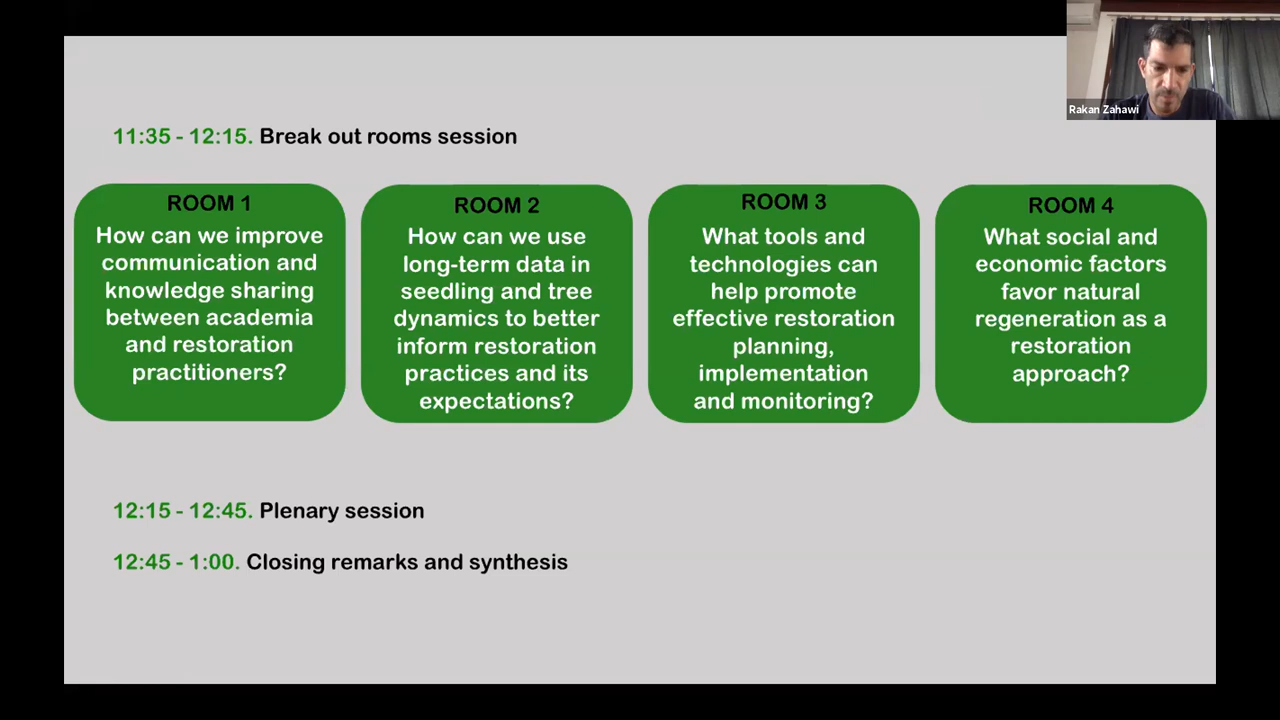 Rakan Zahawi
11:35 - 12:15. Break out rooms session
ROOM 1
How can we improve
communication and
knowledge sharing
between academia
and restoration
practitioners?
ROOM 2
How can we use
long-term data in
seedling and tree
dynamics to better
inform restoration
practices and its
expectations?
ROOM 3
What tools and
technologies can
help promote
effective restoration
planning,
implementation
and monitoring?
ROOM 4
What social and
economic factors
favor natural
regeneration as a
restoration
approach?
12:15 - 12:45. Plenary session
12:45 - 1:00. Closing remarks and synthesis